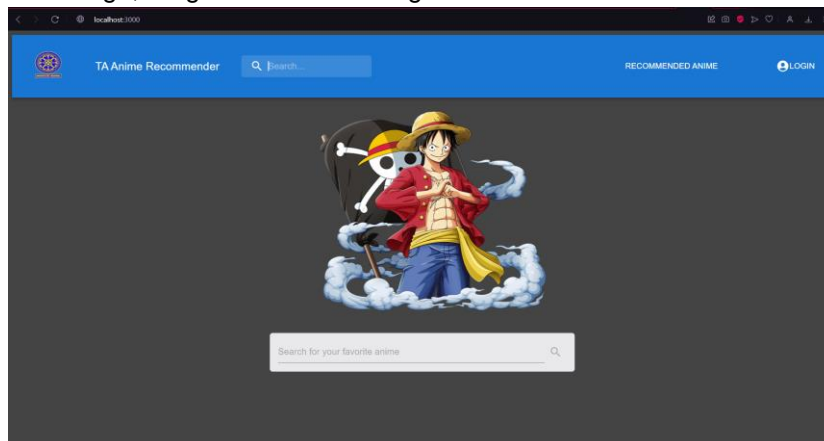 localhost:3000
TA Anime Recommender
Search...
RECOMMENDED ANIME
LOGIN
Search for your favorite anime